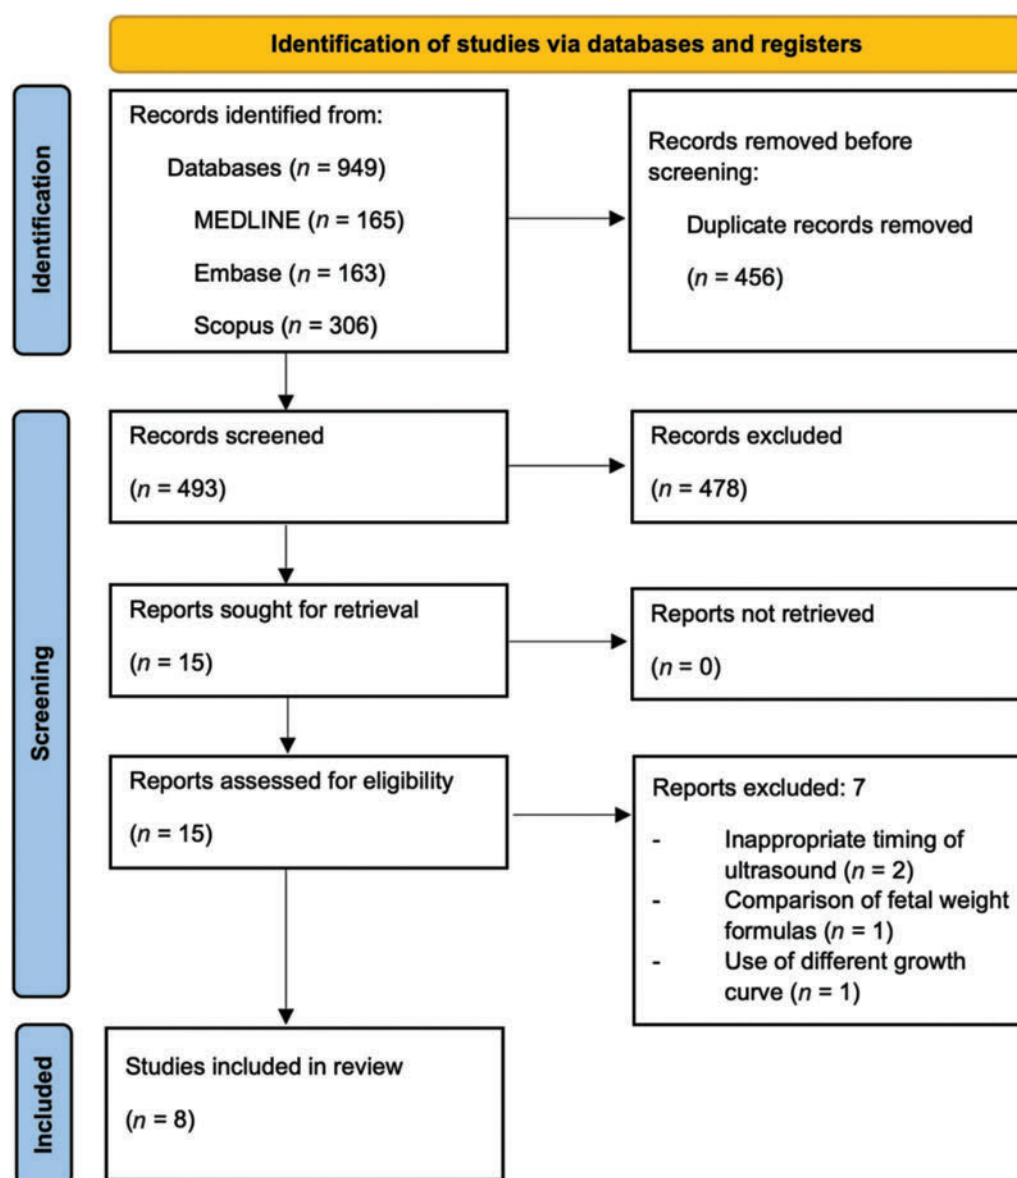 Identification of studies via databases and registers
Identification
Records identified from:
Databases (n = 949)
MEDLINE (n = 165)
Embase (n = 163)
Scopus (n = 306)
Records removed before
screening:
Duplicate records removed
(n = 456)
Screening
Records screened
(n = 493)
Records excluded
(n = 478)
Reports sought for retrieval
(n = 15)
Reports not retrieved
(n = 0)
Reports assessed for eligibility
(n = 15)
Reports excluded: 7
- Inappropriate timing of
ultrasound (n = 2)
- Comparison of fetal weight
formulas (n = 1)
- Use of different growth
curve (n = 1)
Included
Studies included in review
(n = 8)